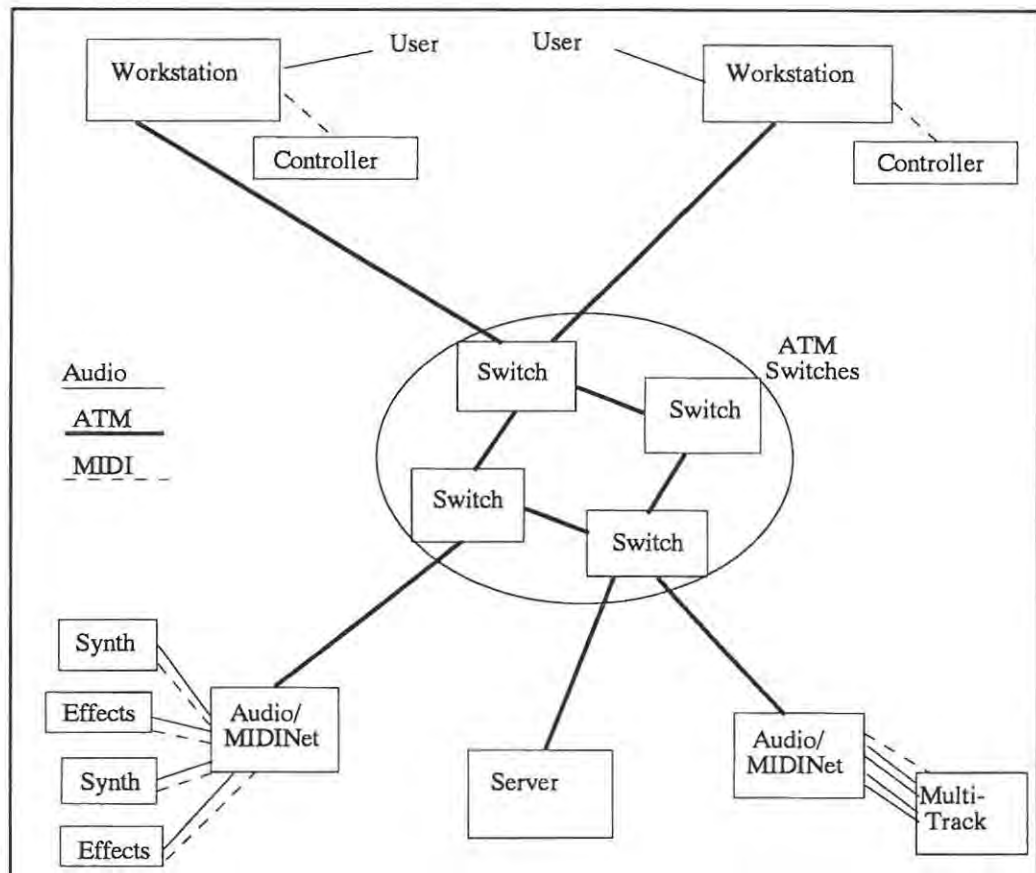 User
User
Workstation
Workstation
Controller
Controller
ATM
Switches
Switch
Switch
Audio
ATM
MIDI
Switch
Switch
Synth
Effects
Synth
Effects
Audio/
MIDINet
Server
Audio/
MIDINet
Multi-
Track